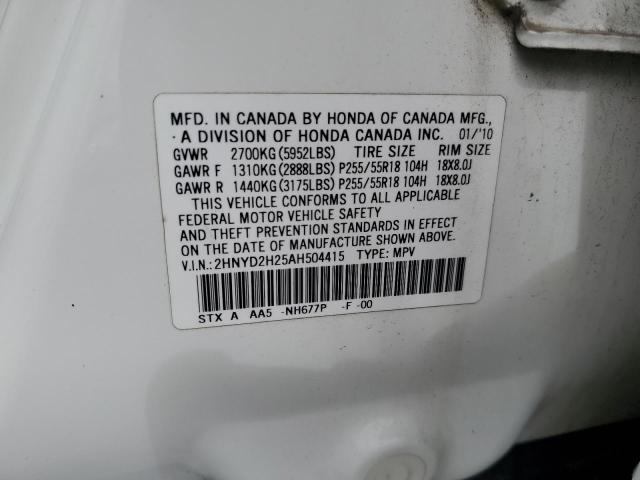 MFD. IN CANADA BY HONDA OF CANADA MFG.,
A DIVISION OF HONDA CANADA INC. 01/'10
GVWR 2700KG(5952LBS) TIRE SIZE RIM SIZE
GAWR F 1310KG(2888LBS) P255/55R18 104H 18X8.0J
GAWR R 1440KG(3175LBS) P255/55R18 104H 18X8.0J
THIS VEHICLE CONFORMS TO ALL APPLICABLE
FEDERAL MOTOR VEHICLE SAFETY
AND THEFT PREVENTION STANDARDS IN EFFECT
ON THE DATE OF MANUFACTURE SHOWN ABOVE.
V.I.N.: 2HNYD2H25AH504415 TYPE: MPV
STX A AA5 -NH677P -F -00